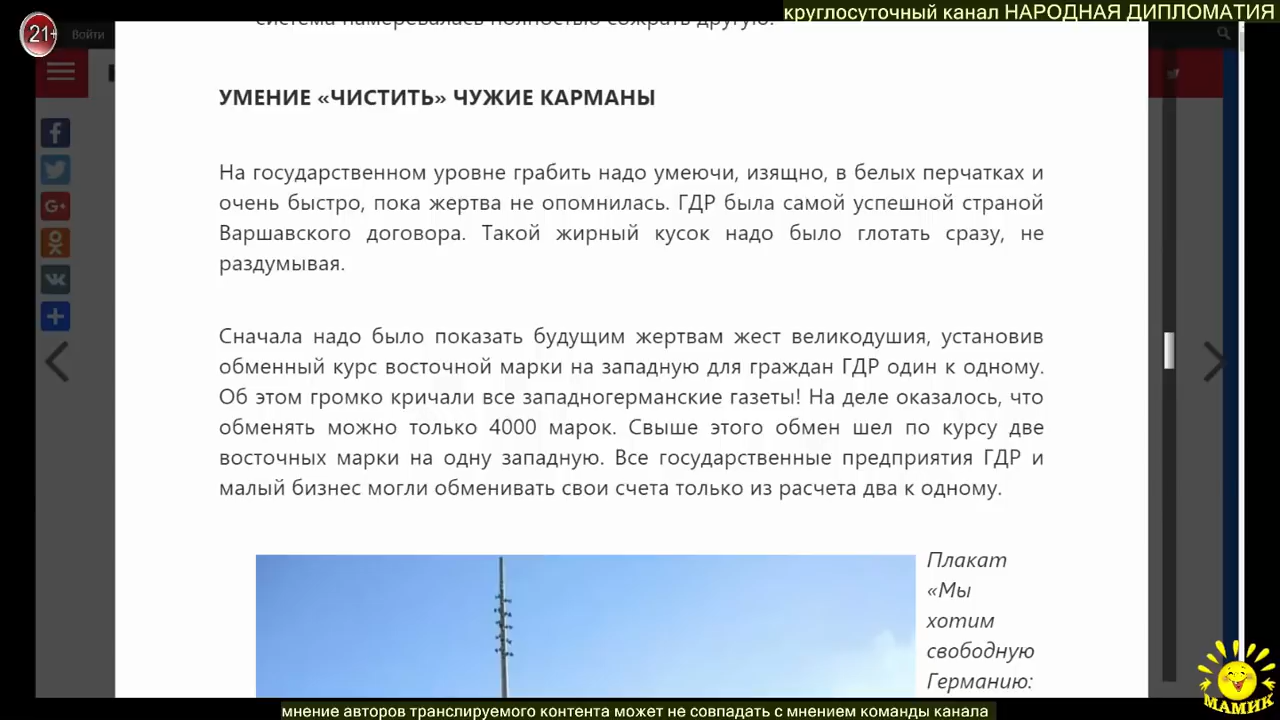 круглосуточный канал НАРОДНАЯ ДИПЛОМАТИЯ
21+
Войти
система намеревалась полностью сожрать другую.
УМЕНИЕ «ЧИСТИТЬ» ЧУЖИЕ КАРМАНЫ
На государственном уровне грабить надо умеючи, изящно, в белых перчатках и
очень быстро, пока жертва не опомнилась. ГДР была самой успешной страной
Варшавского договора. Такой жирный кусок надо было глотать сразу, не
раздумывая.
Сначала надо было показать будущим жертвам жест великодушия, установив
обменный курс восточной марки на западную для граждан ГДР один к одному.
Об этом громко кричали все западногерманские газеты! На деле оказалось, что
обменять можно только 4000 марок. Свыше этого обмен шел по курсу две
восточных марки на одну западную. Все государственные предприятия ГДР и
малый бизнес могли обменивать свои счета только из расчета два к одному.
Плакат
«Мы
хотим
свободную
Германию:
МАМИК
мнение авторов транслируемого контента может не совпадать с мнением команды канала